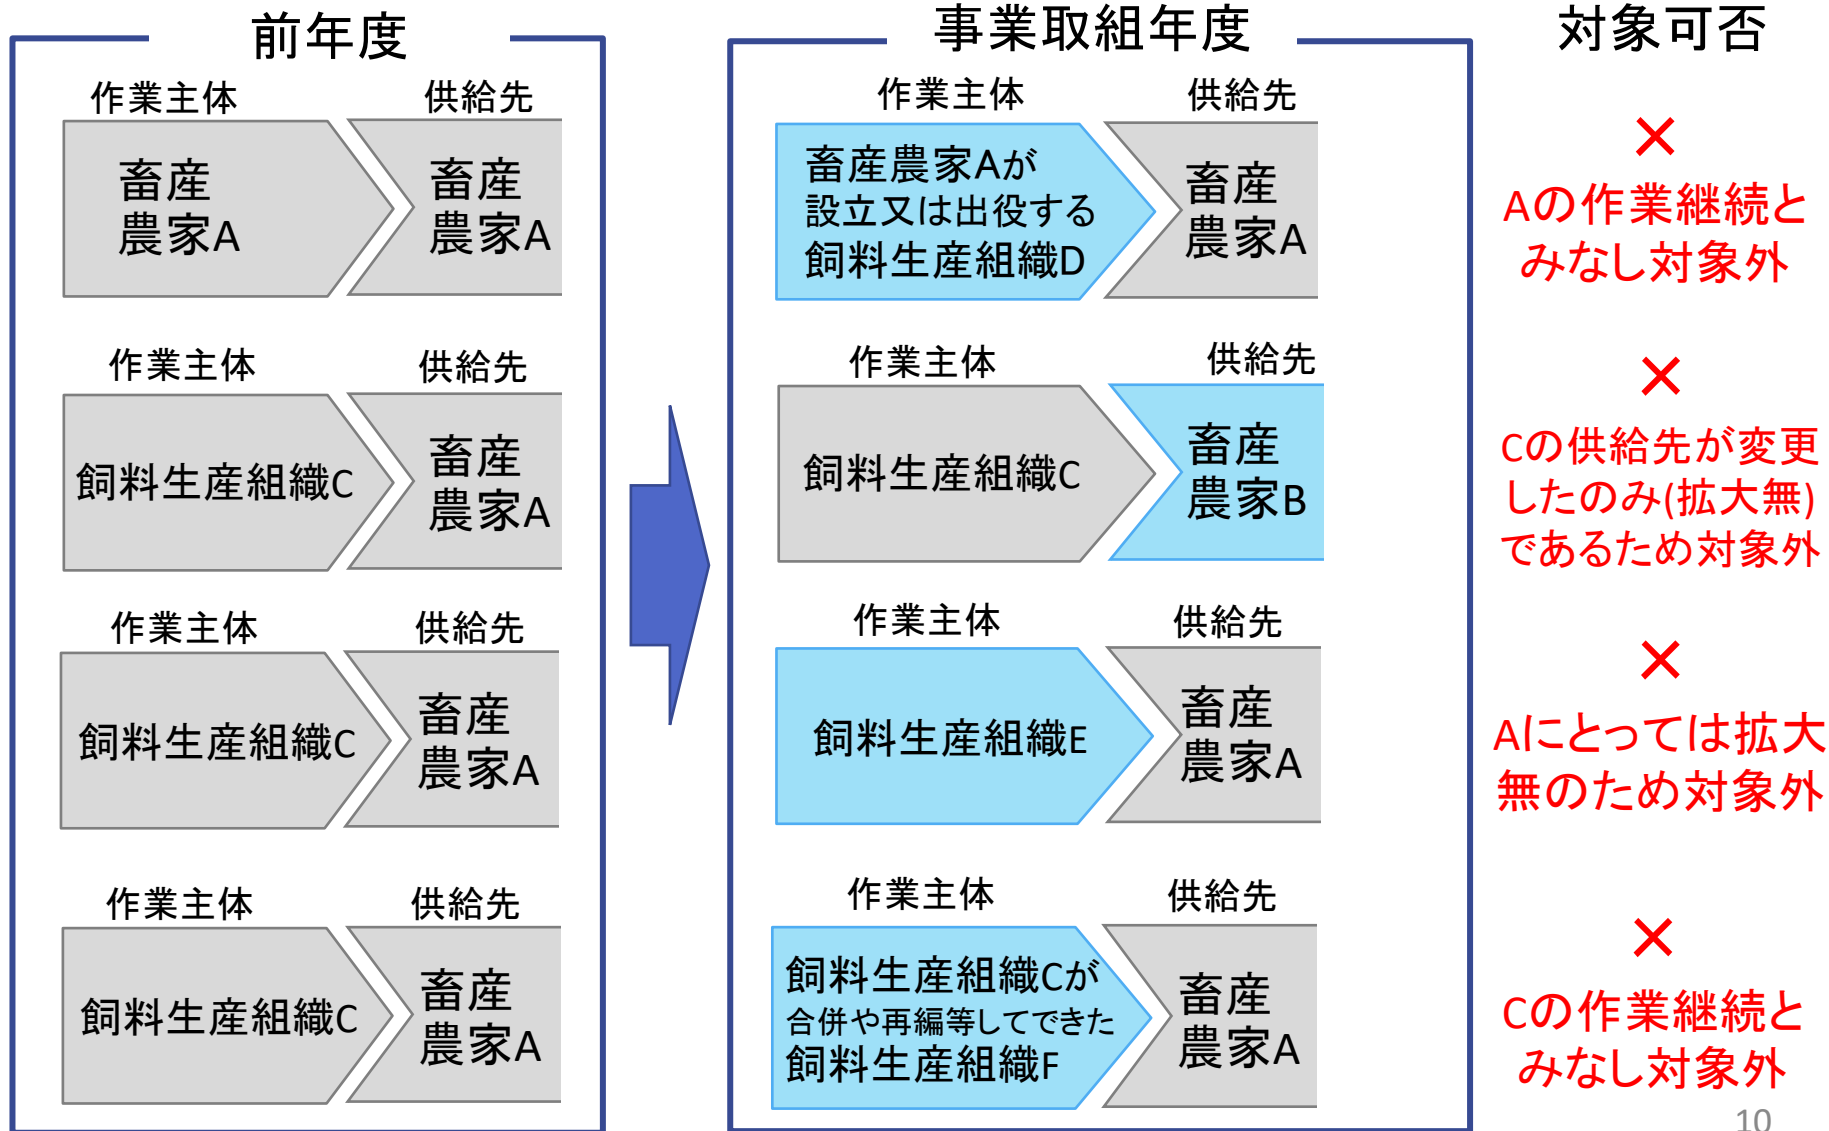 前年度
事業取組年度
対象可否
作業主体
供給先
作業主体
供給先
畜産
農家A
畜産
農家A
畜産農家Aが
設立又は出役する
飼料生産組織D
畜産
農家A
×
Aの作業継続と
みなし対象外
作業主体
供給先
作業主体
供給先
飼料生産組織C
畜産
農家A
飼料生産組織C
畜産
農家B
×
Cの供給先が変更
したのみ(拡大無)
であるため対象外
作業主体
供給先
作業主体
供給先
飼料生産組織C
畜産
農家A
飼料生産組織E
畜産
農家A
×
Aにとっては拡大
無のため対象外
作業主体
供給先
作業主体
供給先
飼料生産組織C
畜産
農家A
飼料生産組織Cが
合併や再編等してできた
飼料生産組織F
畜産
農家A
×
Cの作業継続と
みなし対象外
10